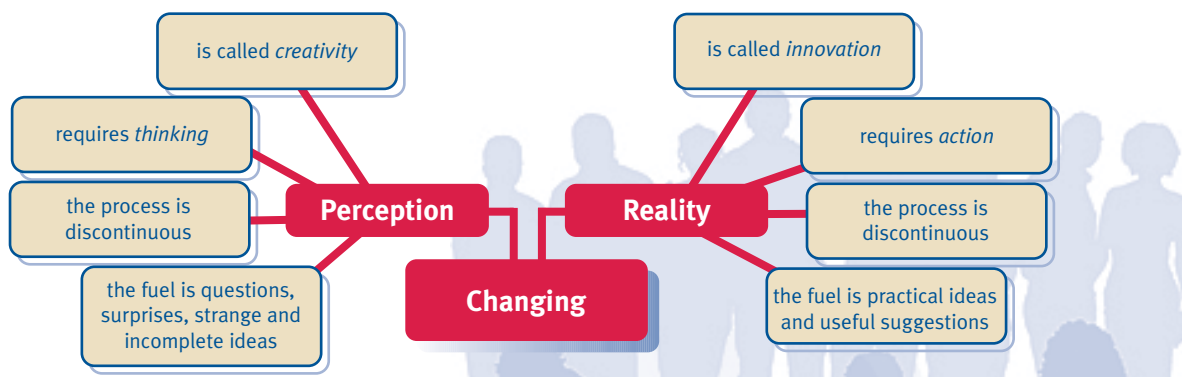 is called creativity
requires thinking
the process is
discontinuous
the fuel is questions,
surprises, strange and
incomplete ideas
Perception
Changing
Reality
is called innovation
requires action
the process is
discontinuous
the fuel is practical ideas
and useful suggestions